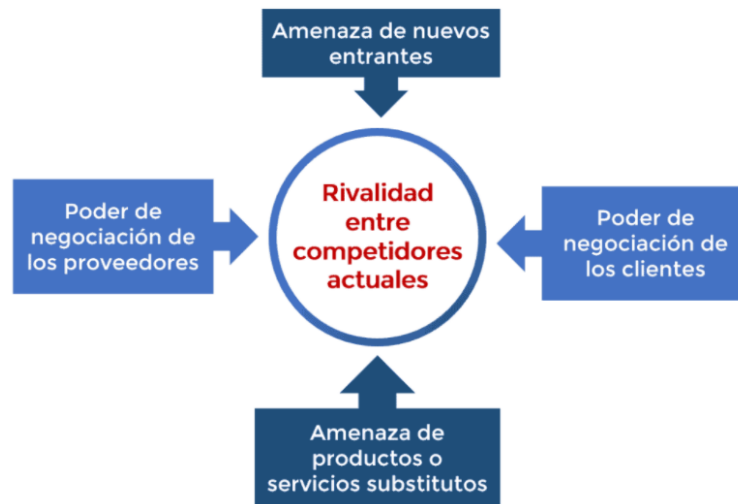 Amenaza de nuevos
entrantes
Poder de
negociación de
los proveedores
Rivalidad
entre
competidores
actuales
Poder de
negociación de
los clientes
Amenaza de
productos o
servicios substitutos